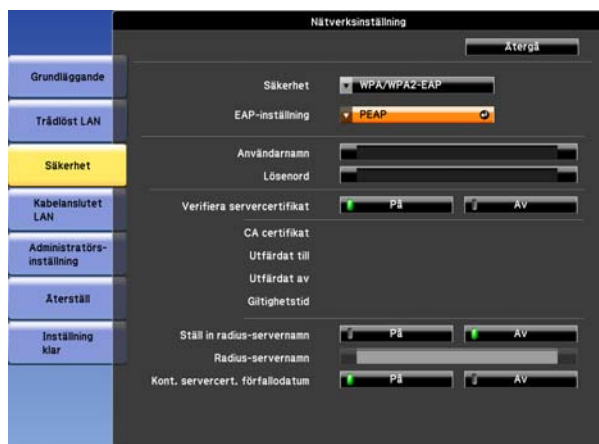 Nätverksinställning
Återgå
Grundläggande
Trådlöst LAN
Säkerhet
Kabelanslutet
LAN
Administratörs-
inställning
Återställ
Inställning
klar
Säkerhet WPA/WPA2-EAP
EAP-inställning PEAP
Användarnamn
Lösenord
Verifiera servercertifikat På Av
CA certifikat
Utfärdat till
Utfärdat av
Giltighetstid
Ställ in radius-servernamn På Av
Radius-servernamn
Kont. servercert. förfallodatum På Av